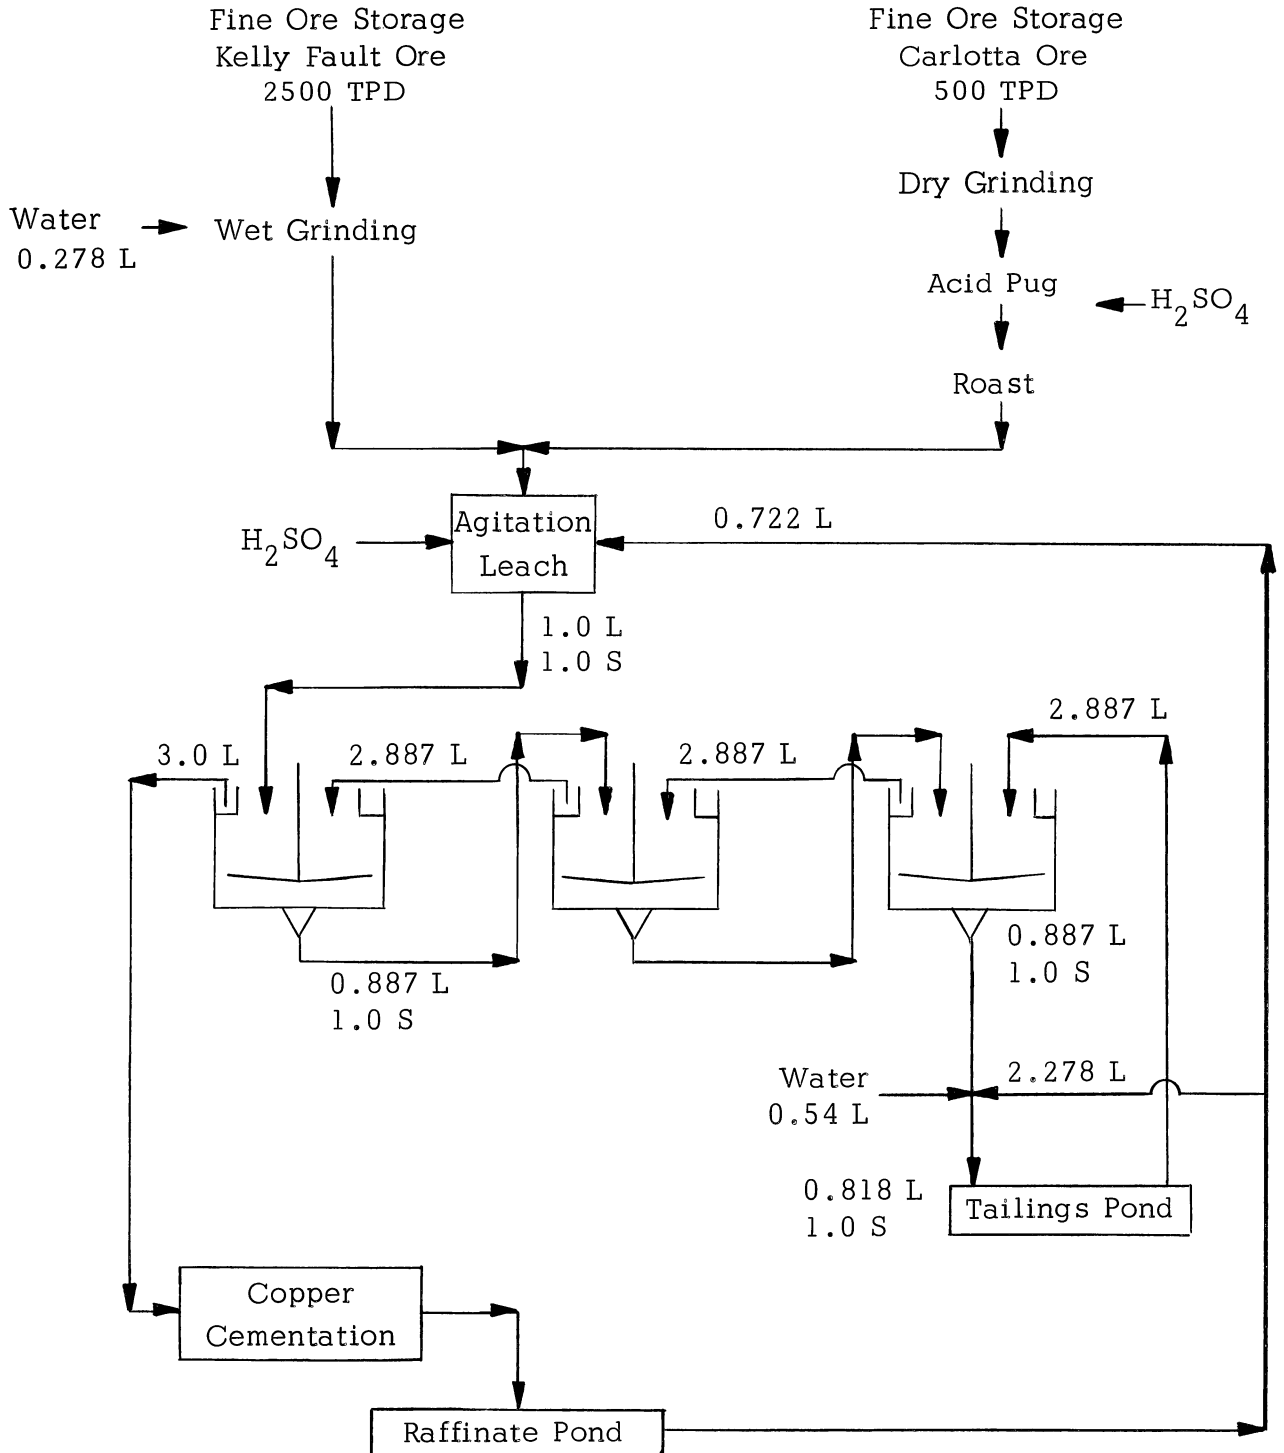 Fine Ore Storage
Kelly Fault Ore
2500 TPD
Fine Ore Storage
Carlotta Ore
500 TPD
Dry Grinding
Water
0.278 L
Wet Grinding
Acid Pug
H2SO4
Roast
Agitation
Leach
H2SO4
0.722 L
1.0 L
1.0 S
3.0 L
2.887 L
2.887 L
2.887 L
0.887 L
1.0 S
0.887 L
1.0 S
Water
0.54 L
2.278 L
0.818 L
1.0 S
Tailings Pond
Copper
Cementation
Raffinate Pond